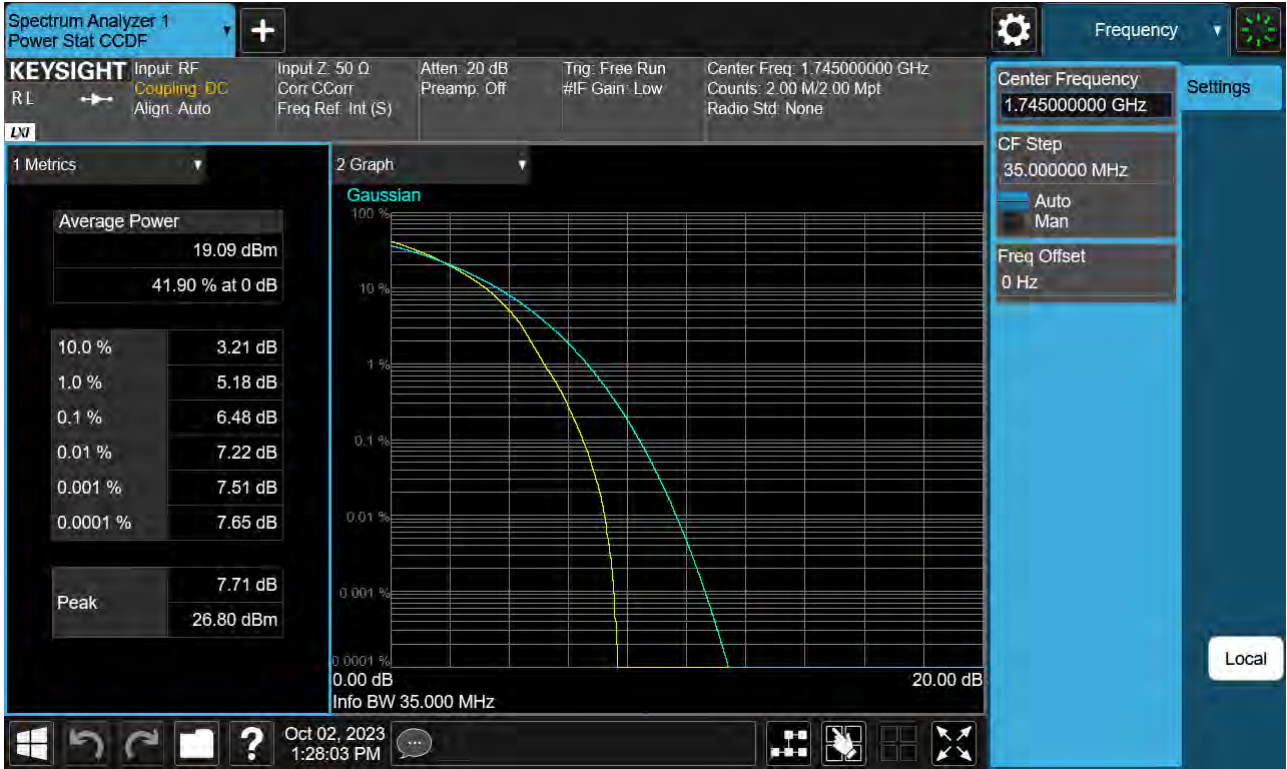 Spectrum Analyzer 1
Power Stat CCDF
+
Frequency
KEYSIGHT
R L
LXI
Input: RF
Coupling: DC
Align: Auto
Input Z: 50 Ω
Corr CCorr
Freq Ref: Int (S)
Atten: 20 dB
Preamp: Off
Trig: Free Run
#IF Gain: Low
Center Freq: 1.745000000 GHz
Counts: 2.00 M/2.00 Mpt
Radio Std: None
Center Frequency
1.745000000 GHz
Settings
CF Step
35.000000 MHz
Auto
Man
Freq Offset
0 Hz
Local
1 Metrics
Average Power
19.09 dBm
41.90 % at 0 dB
10.0 % 3.21 dB
1.0 % 5.18 dB
0.1 % 6.48 dB
0.01 % 7.22 dB
0.001 % 7.51 dB
0.0001 % 7.65 dB
Peak
7.71 dB
26.80 dBm
2 Graph
Gaussian
100 %
10 %
1 %
0.1 %
0.01 %
0.001 %
0.0001 %
0.00 dB 20.00 dB
Info BW 35.000 MHz
?
Oct 02, 2023
1:28:03 PM